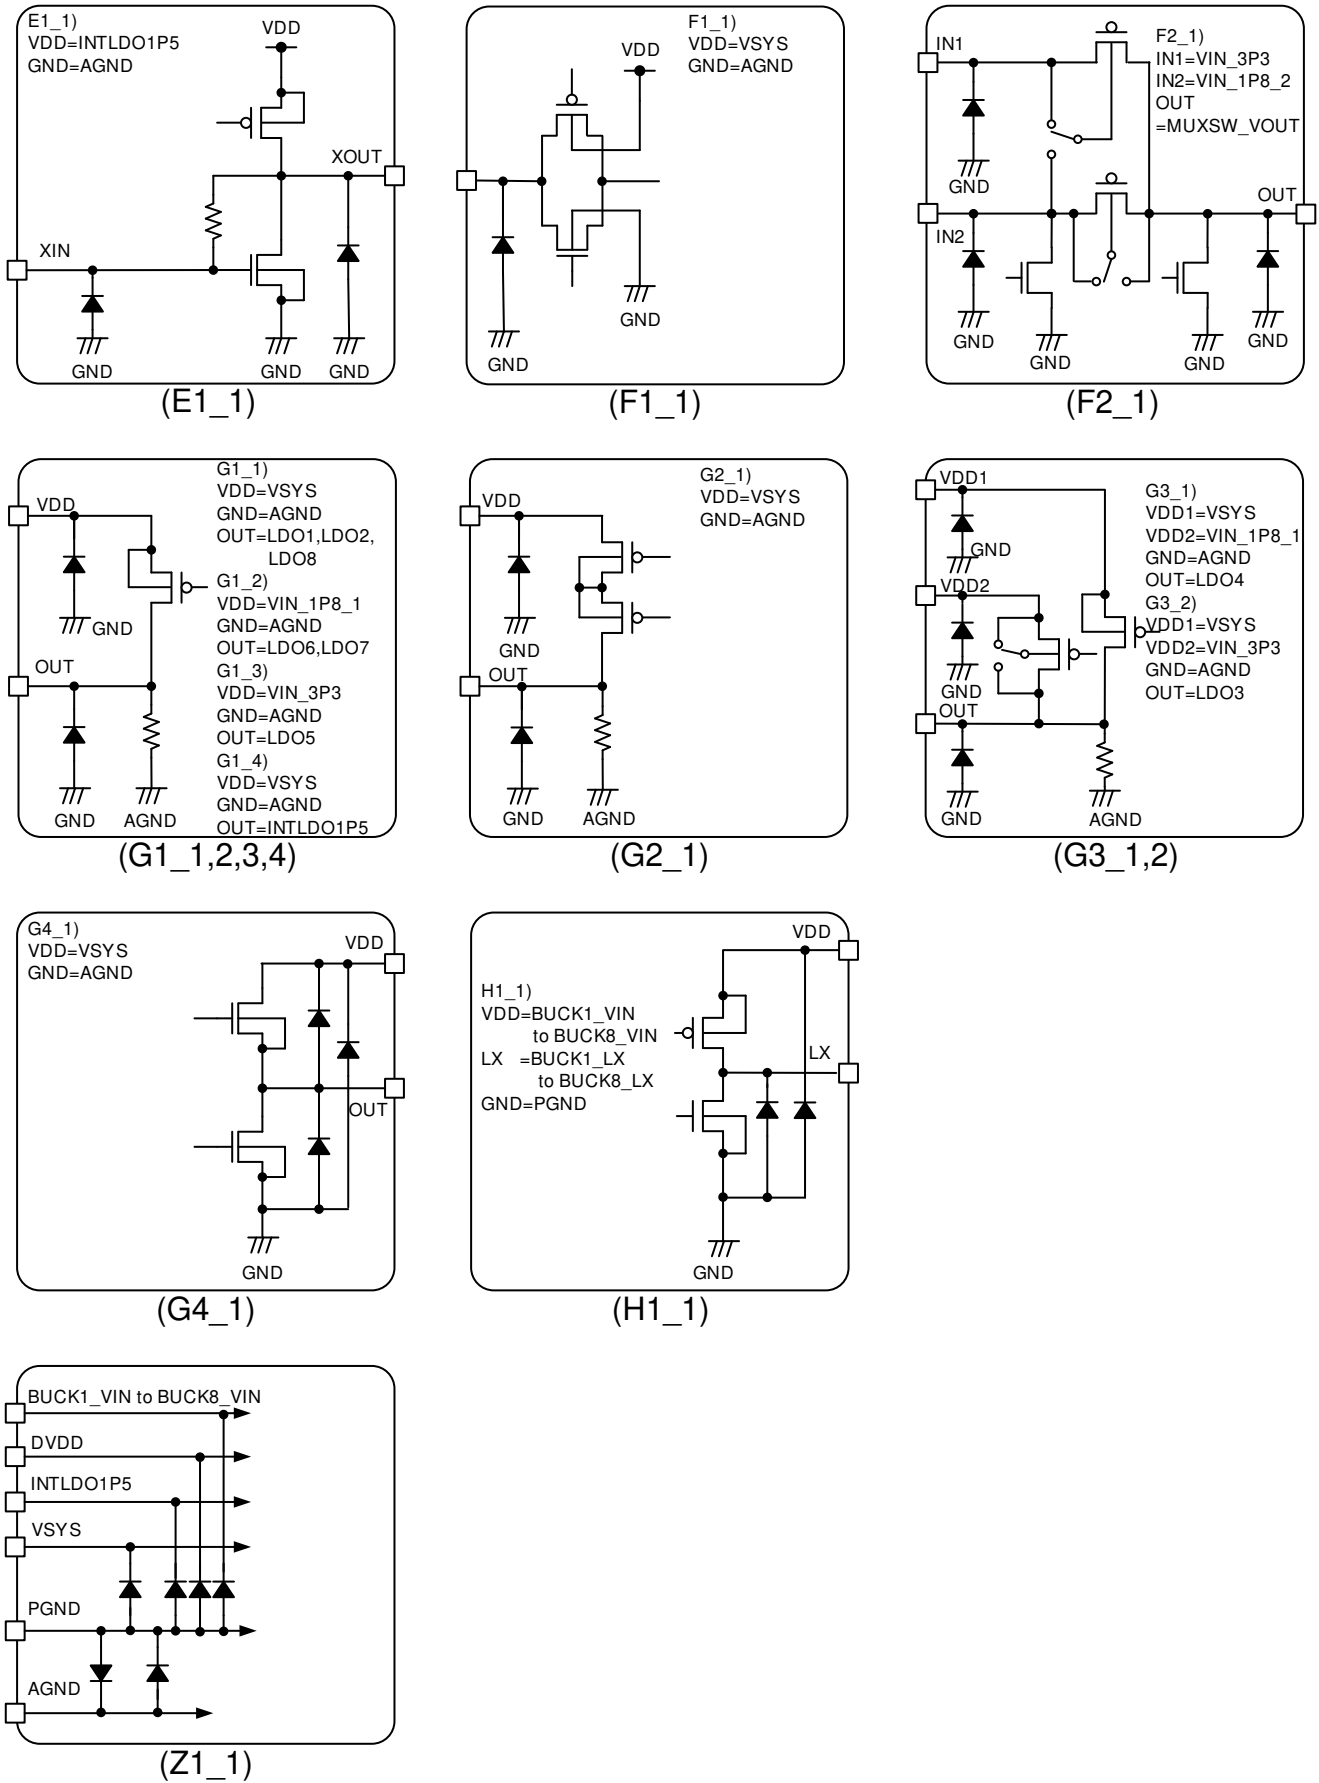 E1_1)
VDD=INTLDO1P5
GND=AGND
VDD
XOUT
XIN
GND
GND
GND
(E1_1)
F1_1)
VDD=VSYS
GND=AGND
VDD
GND
GND
(F1_1)
IN1
F2_1)
IN1=VIN_3P3
IN2=VIN_1P8_2
OUT
=MUXSW_VOUT
GND
OUT
IN2
GND
GND
GND
GND
(F2_1)
VDD
G1_1)
VDD=VSYS
GND=AGND
OUT=LDO1,LDO2,
LDO8
G1_2)
VDD=VIN_1P8_1
GND=AGND
OUT=LDO6,LDO7
G1_3)
VDD=VIN_3P3
GND=AGND
OUT=LDO5
G1_4)
VDD=VSYS
GND=AGND
OUT=INTLDO1P5
GND
OUT
GND
AGND
(G1_1,2,3,4)
VDD
G2_1)
VDD=VSYS
GND=AGND
GND
OUT
GND
AGND
(G2_1)
VDD1
G3_1)
VDD1=VSYS
VDD2=VIN_1P8_1
GND=AGND
OUT=LDO4
G3_2)
VDD1=VSYS
VDD2=VIN_3P3
GND=AGND
OUT=LDO3
GND
VDD2
GND
OUT
GND
AGND
(G3_1,2)
G4_1)
VDD=VSYS
GND=AGND
VDD
OUT
GND
(G4_1)
VDD
H1_1)
VDD=BUCK1_VIN
to BUCK8_VIN
LX =BUCK1_LX
to BUCK8_LX
GND=PGND
LX
GND
(H1_1)
BUCK1_VIN to BUCK8_VIN
DVDD
INTLDO1P5
VSYS
PGND
AGND
(Z1_1)